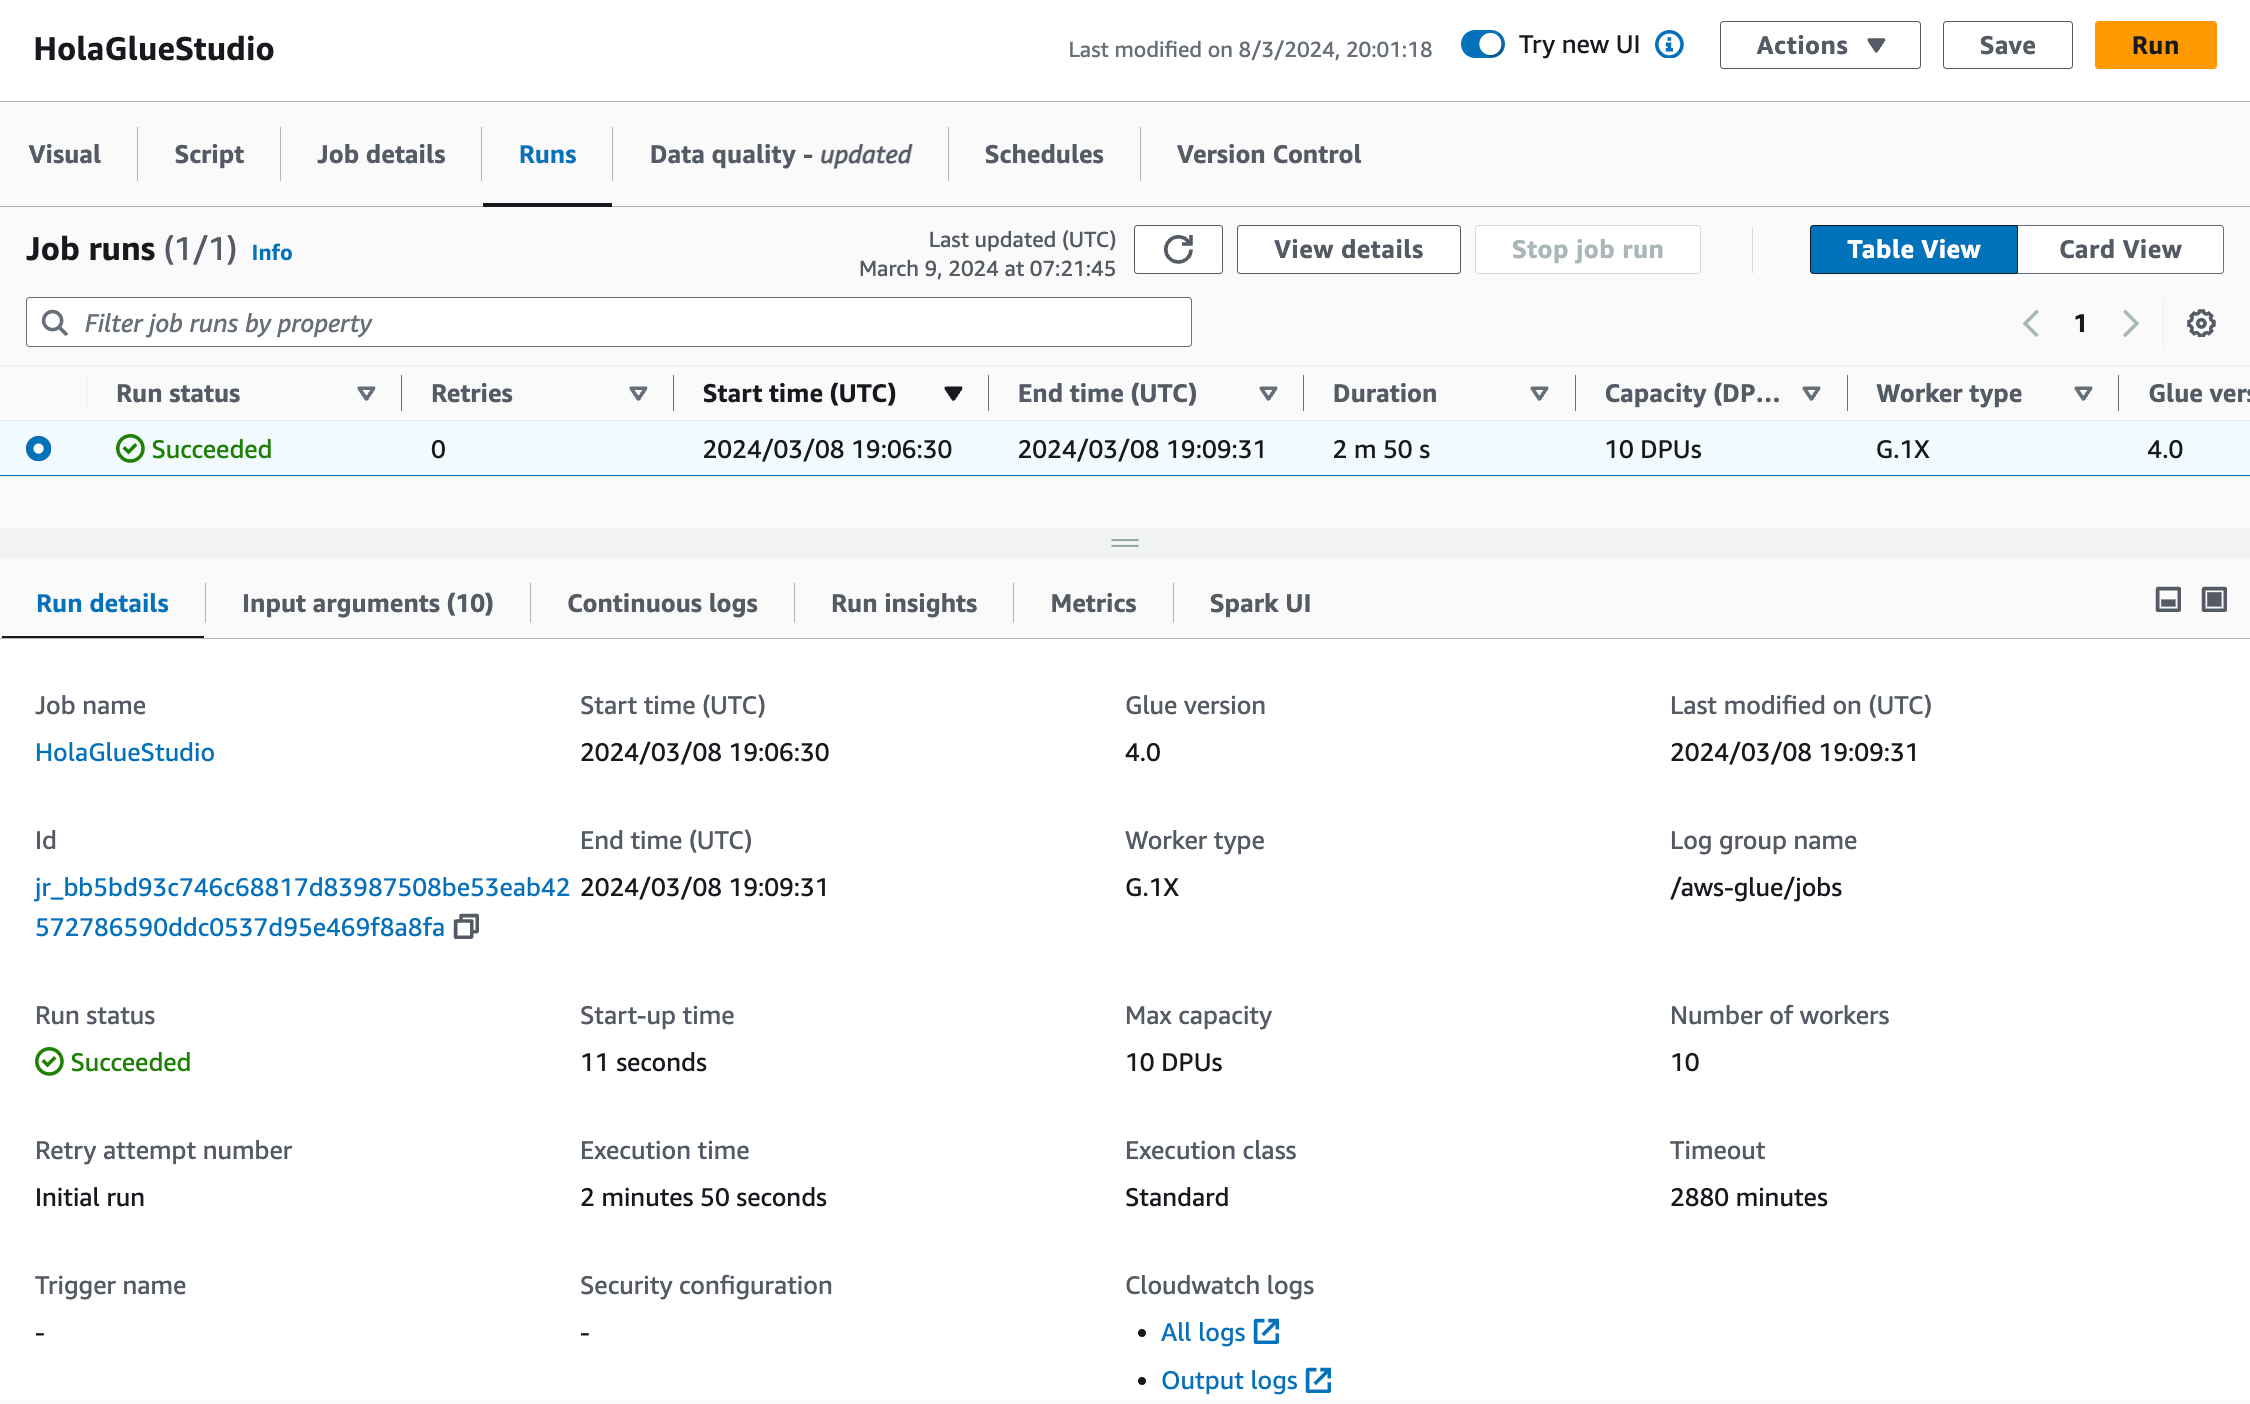 HolaGlueStudio
Last modified on 8/3/2024, 20:01:18
Try new UI
Actions
Save
Run
Visual
Script
Job details
Runs
Data quality - updated
Schedules
Version Control
Job runs (1/1) Info
Last updated (UTC)
March 9, 2024 at 07:21:45
View details
Stop job run
Table View
Card View
Filter job runs by property
1
Run status Retries Start time (UTC) End time (UTC) Duration Capacity (DP... Worker type Glue vers
Succeeded 0 2024/03/08 19:06:30 2024/03/08 19:09:31 2 m 50 s 10 DPUs G.1X 4.0
Run details
Input arguments (10)
Continuous logs
Run insights
Metrics
Spark UI
Job name
HolaGlueStudio
Start time (UTC)
2024/03/08 19:06:30
Glue version
4.0
Last modified on (UTC)
2024/03/08 19:09:31
Id
jr_bb5bd93c746c68817d83987508be53eab42
572786590ddc0537d95e469f8a8fa
End time (UTC)
2024/03/08 19:09:31
Worker type
G.1X
Log group name
/aws-glue/jobs
Run status
Succeeded
Start-up time
11 seconds
Max capacity
10 DPUs
Number of workers
10
Retry attempt number
Initial run
Execution time
2 minutes 50 seconds
Execution class
Standard
Timeout
2880 minutes
Trigger name
-
Security configuration
-
Cloudwatch logs
• All logs
• Output logs